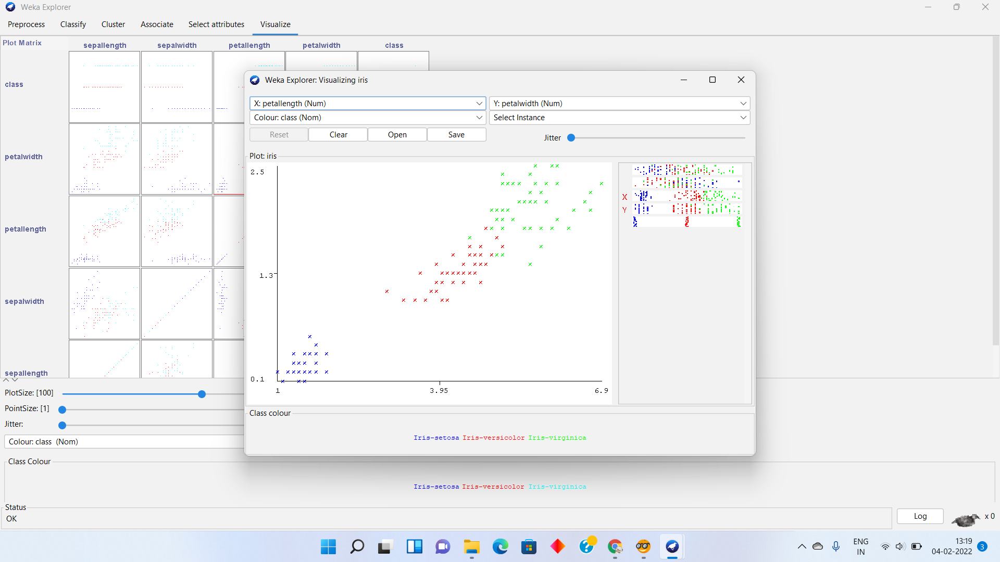 Weka Explorer
Preprocess Classify Cluster Associate Select attributes Visualize
Plot Matrix sepallength sepalwidth petallength petalwidth class
class
petalwidth
petallength
sepalwidth
sepallength
Weka Explorer: Visualizing iris
X: petallength (Num) Y: petalwidth (Num)
Colour: class (Nom) Select Instance
Reset Clear Open Save Jitter
Plot: iris
2.5
1.3
0.1
1 3.95 6.9
X
Y
Class colour
Iris-setosa Iris-versicolor Iris-virginica
PlotSize: [100]
PointSize: [1]
Jitter:
Colour: class (Nom)
Class Colour
Iris-setosa Iris-versicolor Iris-virginica
Status
OK
Log x 0
ENG
IN
13:19
04-02-2022
3